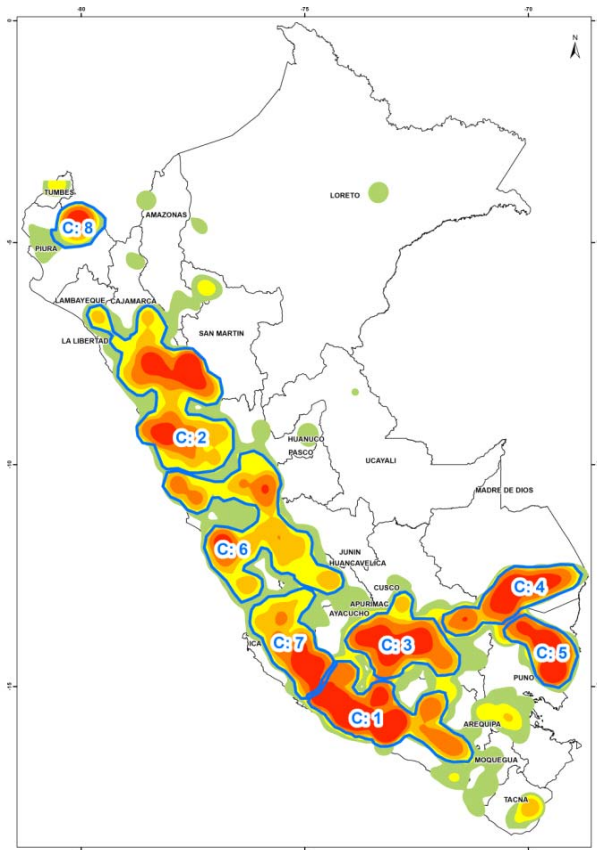 -80 -75 -70
0
N
LORETO
TUMBES
AMAZONAS
C: 8
-5
PIURA
LAMBAYEQUE CAJAMARCA
LA LIBERTAD
SAN MARTIN
C: 2
HUANUCO
PASCO
UCAYALI
-10
MADRE DE DIOS
C: 6
JUNIN
HUANCAVELICA
CUSCO
C: 4
APURIMAC
AYACUCHO
ICA
C: 7
C: 3
C: 5
PUNO
-15
C: 1
AREQUIPA
MOQUEGUA
TACNA